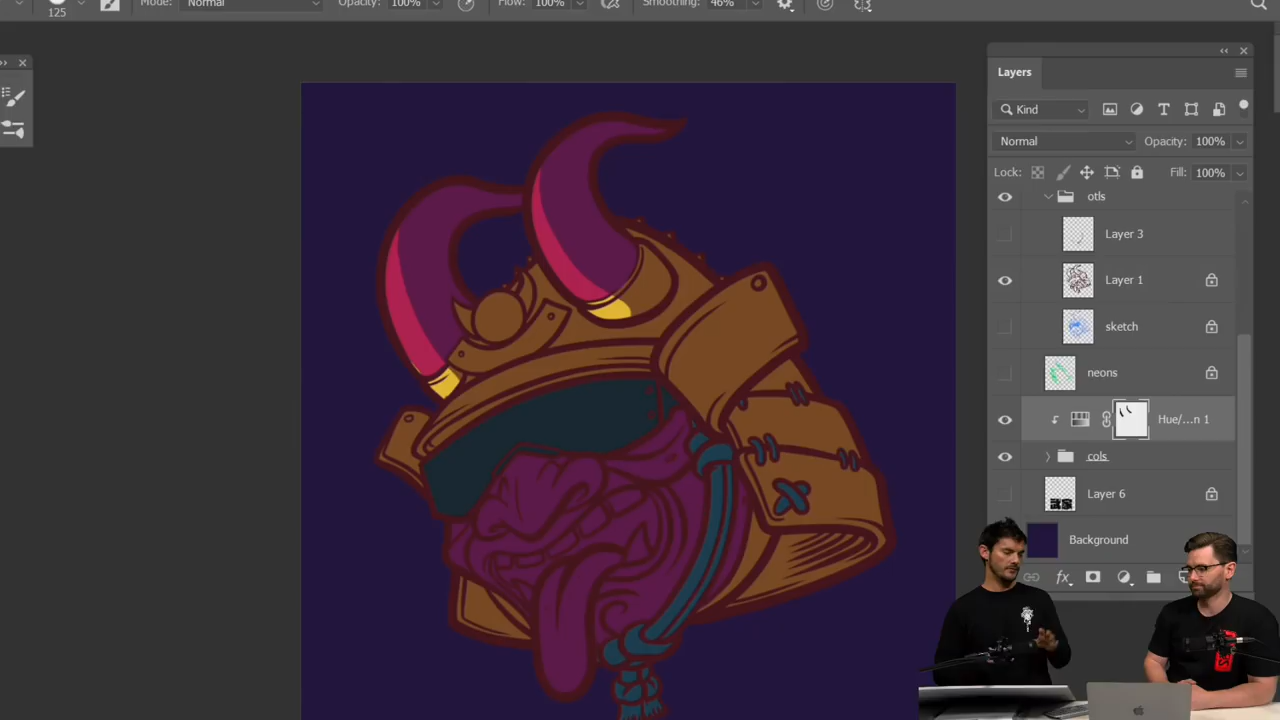 125 Mode: Normal Opacity: 100% Flow: 100% Smoothing: 46%
Layers
Kind
Normal Opacity: 100%
Lock: Fill: 100%
otls
Layer 3
Layer 1
sketch
neons
Hue/...n 1
cols
Layer 6
Background
fx